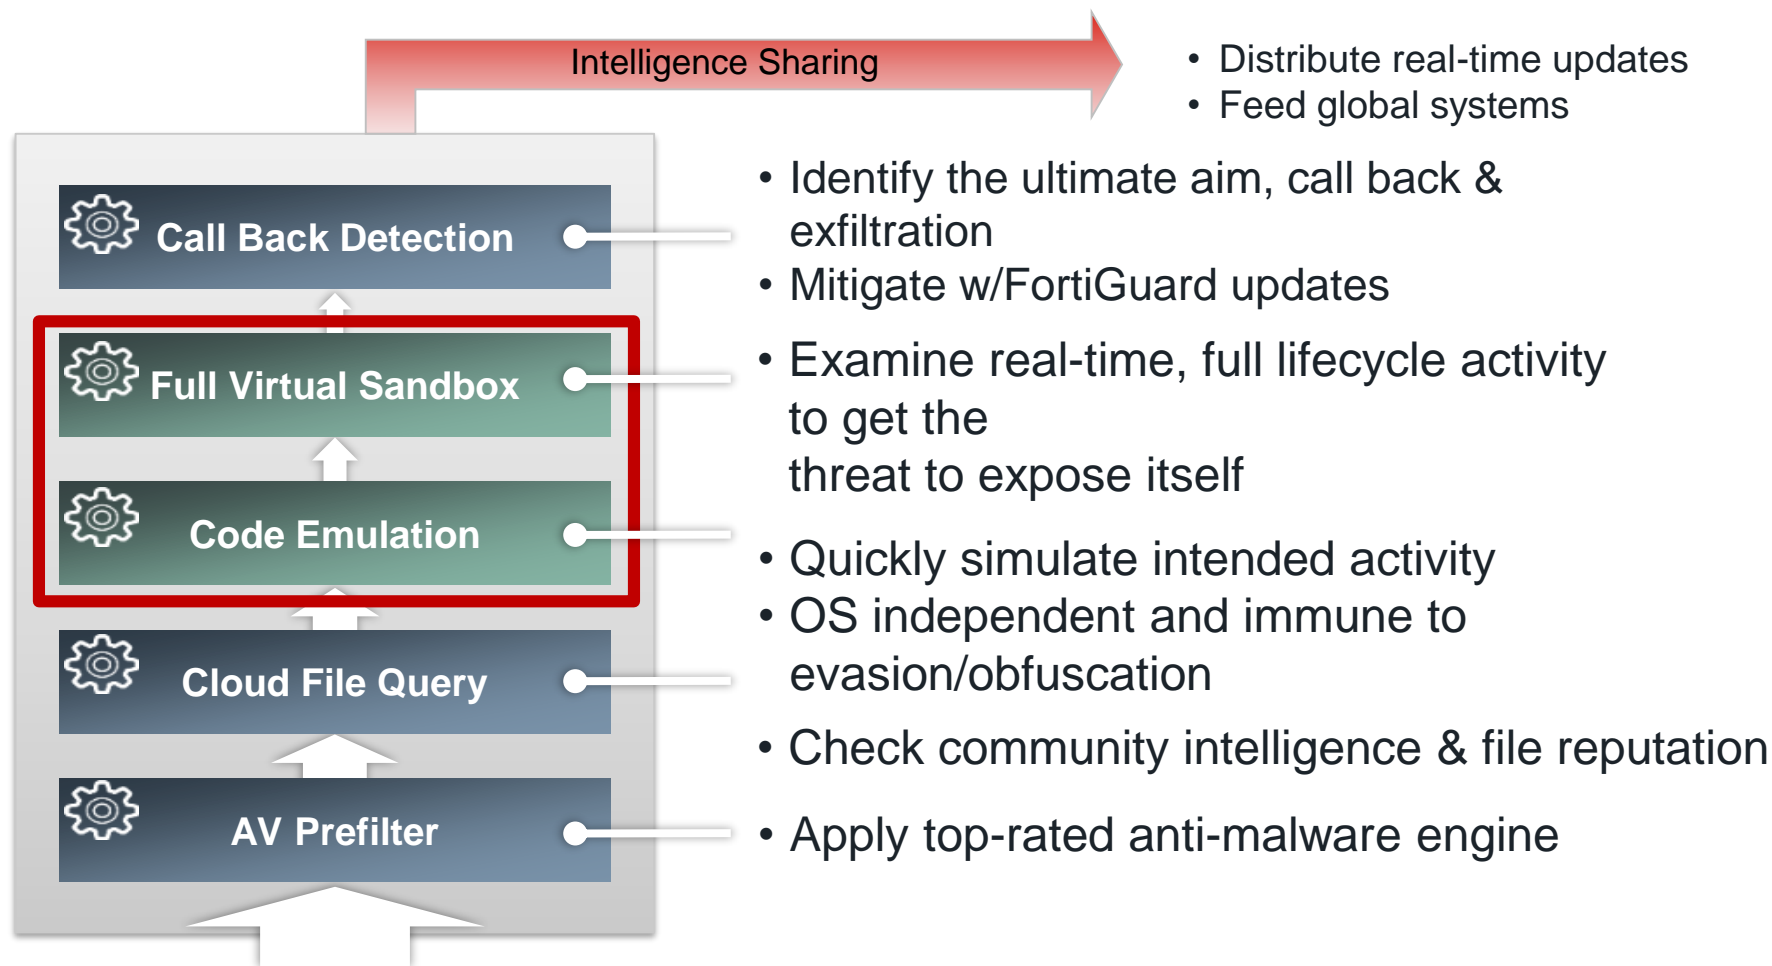 Intelligence Sharing
• Distribute real-time updates
• Feed global systems
Call Back Detection
• Identify the ultimate aim, call back &
exfiltration
• Mitigate w/FortiGuard updates
Full Virtual Sandbox
• Examine real-time, full lifecycle activity
to get the
threat to expose itself
Code Emulation
• Quickly simulate intended activity
• OS independent and immune to
evasion/obfuscation
Cloud File Query
• Check community intelligence & file reputation
AV Prefilter
• Apply top-rated anti-malware engine